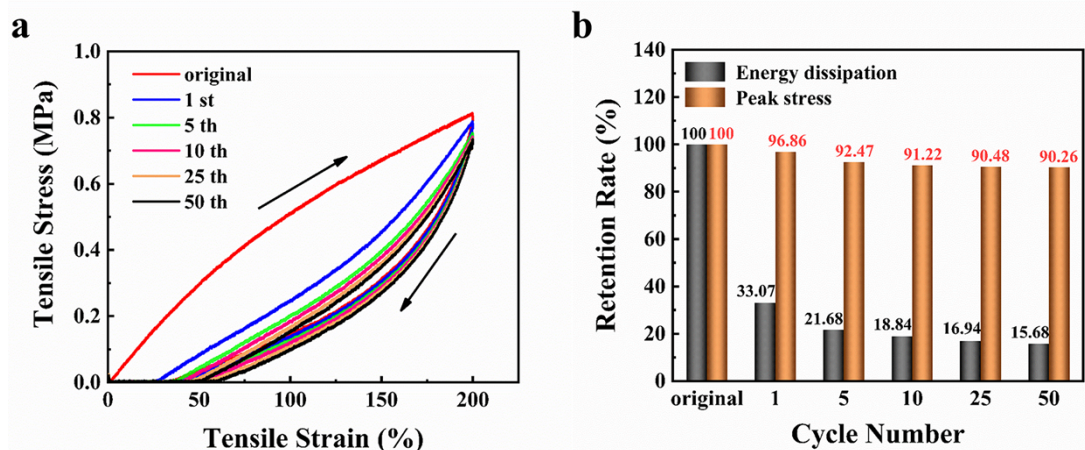 a
Tensile Stress (MPa)
1.0
0.8
0.6
0.4
0.2
0.0
original
1 st
5 th
10 th
25 th
50 th
0 50 100 150 200
Tensile Strain (%)
b
Retention Rate (%)
140
120
100
80
60
40
20
0
Energy dissipation
Peak stress
100 100
96.86
92.47
91.22
90.48
90.26
33.07
21.68
18.84
16.94
15.68
original 1 5 10 25 50
Cycle Number